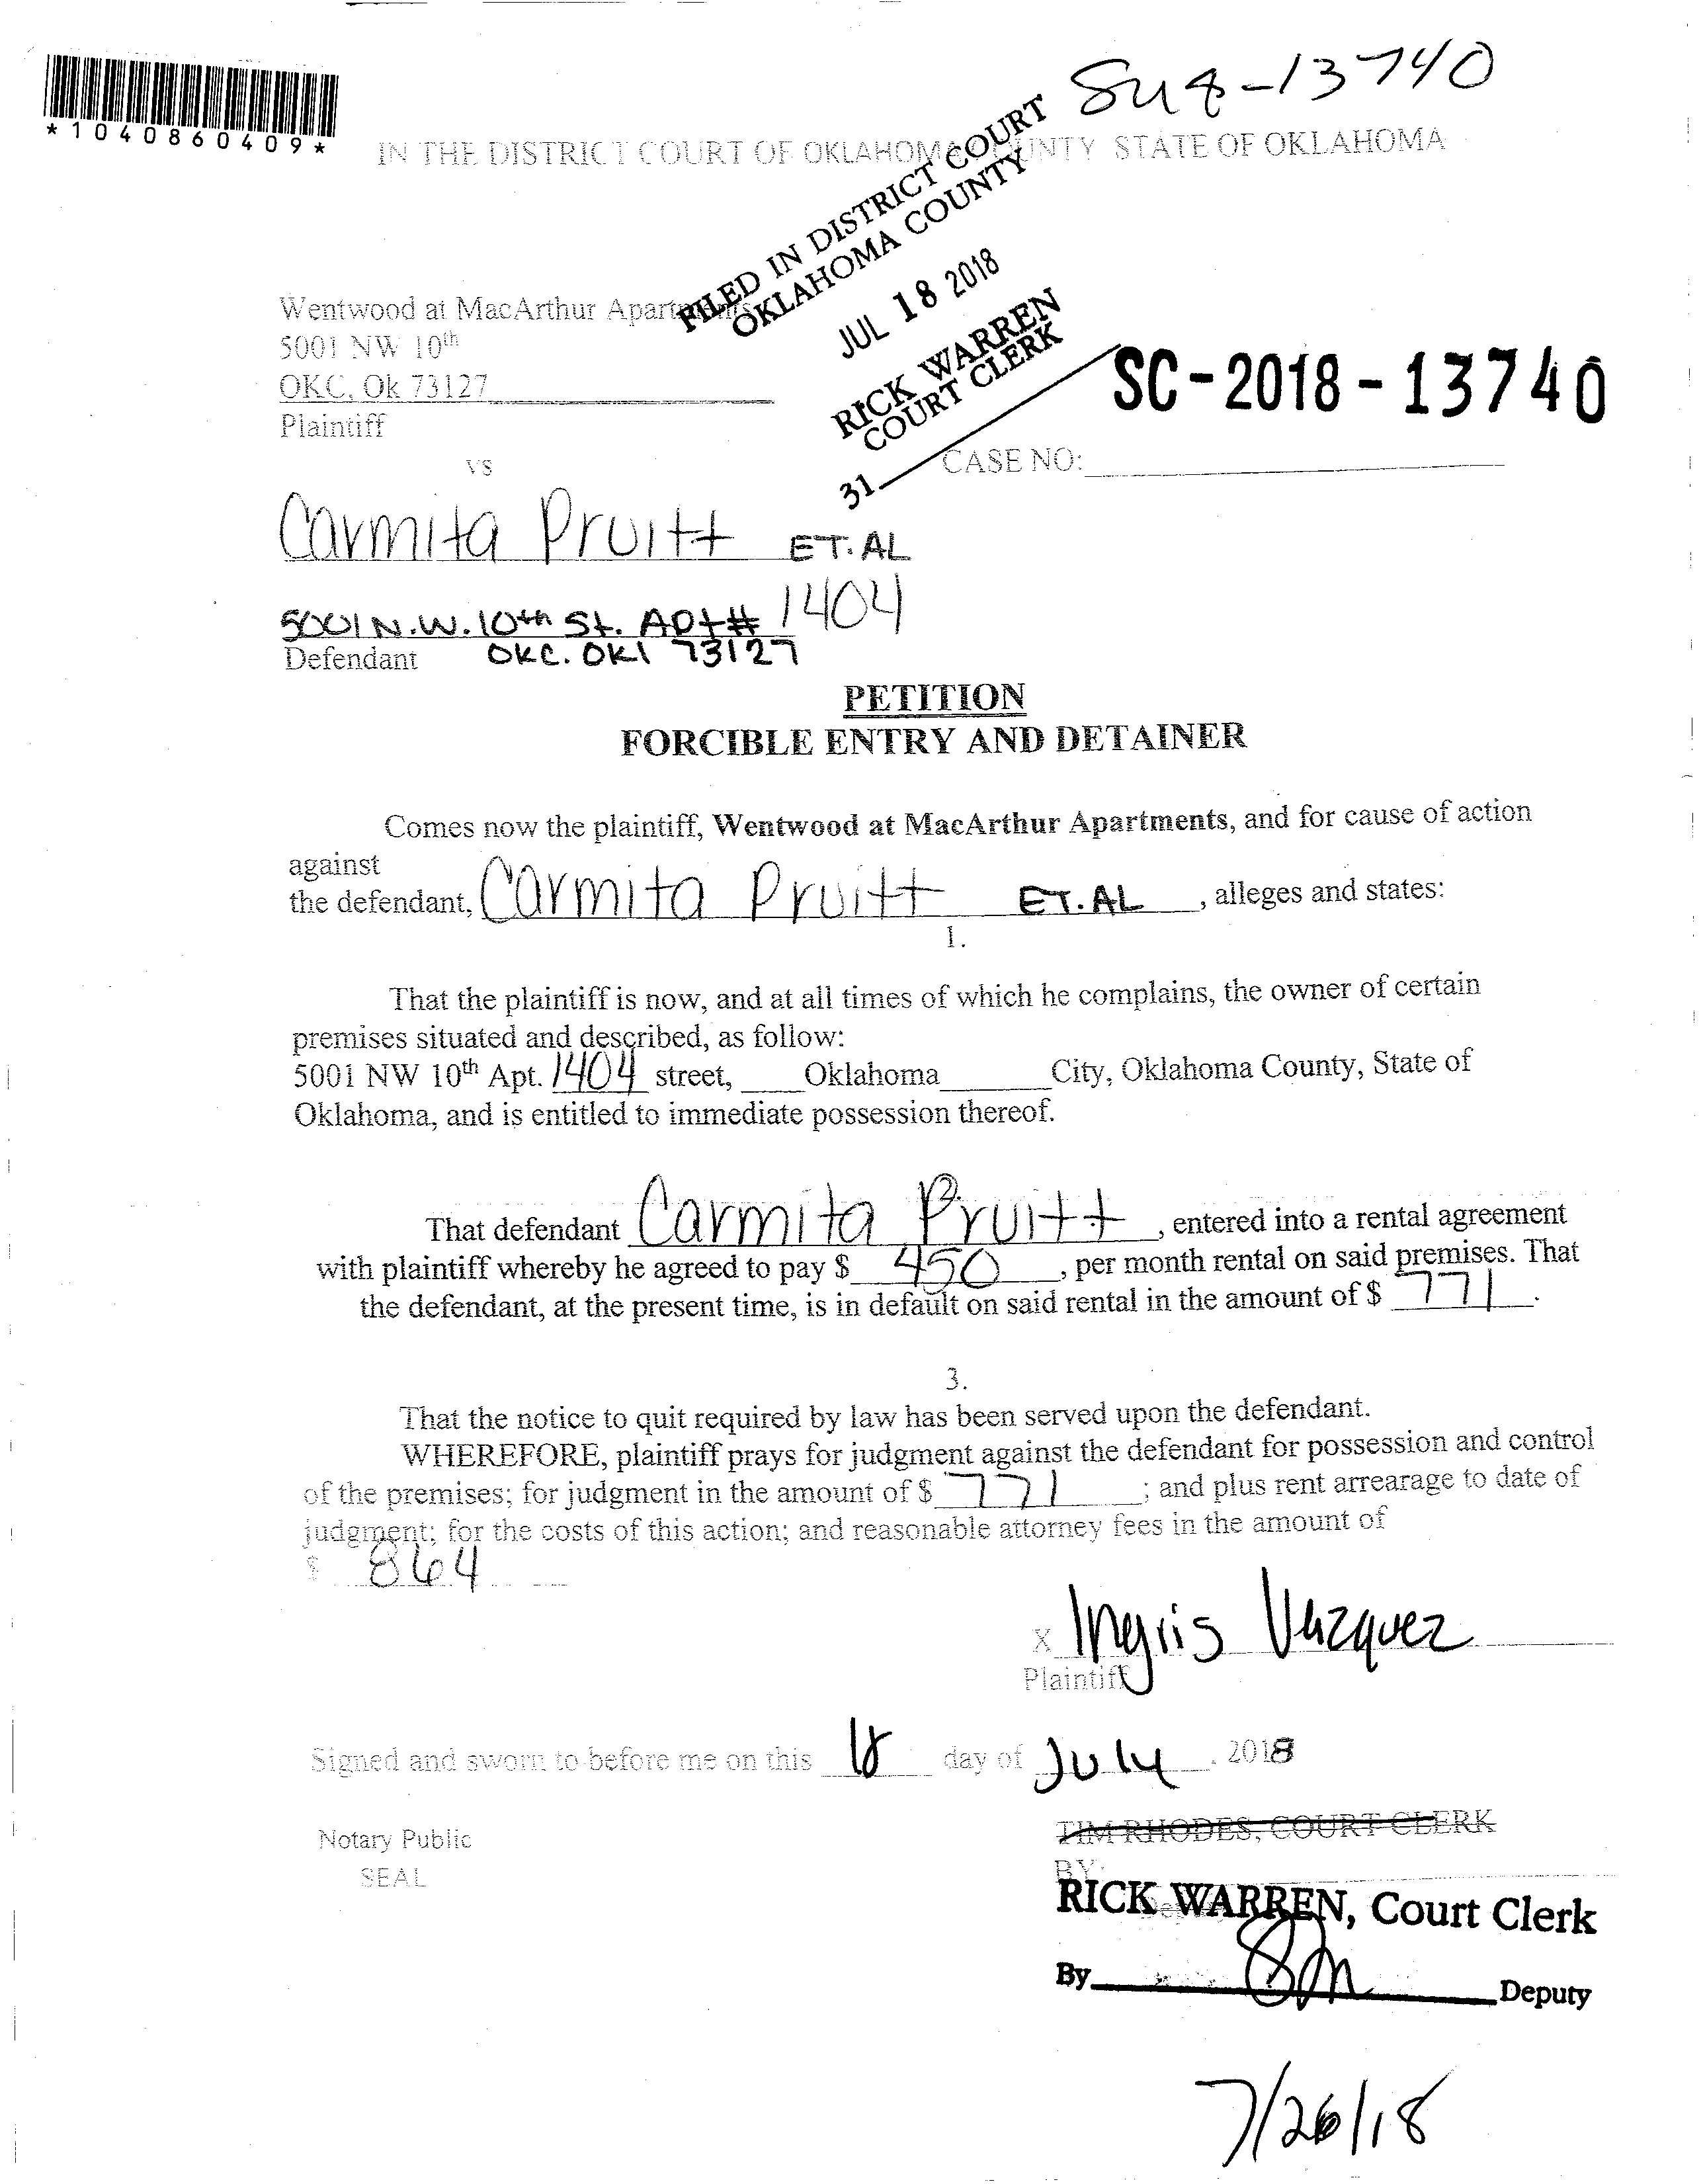 *1040860409*
IN THE DISTRICT COURT OF OKLAHOMA COUNTY STATE OF OKLAHOMA
FILED IN DISTRICT COURT
OKLAHOMA COUNTY
JUL 18 2018
RICK WARREN
COURT CLERK
31
Wentwood at MacArthur Apartments
5001 NW 10th
OKC, Ok 73127
Plaintiff
SC-2018-13740
vs
CASE NO:
Carmita Pruitt ET.AL
5001 N.W. 10th St. Apt# 1404
Defendant OKC. OKl 73127
PETITION
FORCIBLE ENTRY AND DETAINER
Comes now the plaintiff, Wentwood at MacArthur Apartments, and for cause of action
against
the defendant, Carmita Pruitt ET.AL , alleges and states:
1.
That the plaintiff is now, and at all times of which he complains, the owner of certain
premises situated and described, as follow:
5001 NW 10th Apt. 1404 street, Oklahoma City, Oklahoma County, State of
Oklahoma, and is entitled to immediate possession thereof.
That defendant Carmita Pruitt , entered into a rental agreement
with plaintiff whereby he agreed to pay $ 450 , per month rental on said premises. That
the defendant, at the present time, is in default on said rental in the amount of $ 771 .
3.
That the notice to quit required by law has been served upon the defendant.
WHEREFORE, plaintiff prays for judgment against the defendant for possession and control
of the premises; for judgment in the amount of $ 771 ; and plus rent arrearage to date of
judgment; for the costs of this action; and reasonable attorney fees in the amount of
$ 864
x Ingris Vazquez
Plaintiff
Signed and sworn to before me on this 18 day of July , 2018
Notary Public
SEAL
TIM RHODES, COURT CLERK
BY:
RICK WARREN, Court Clerk
By Deputy
7/26/18